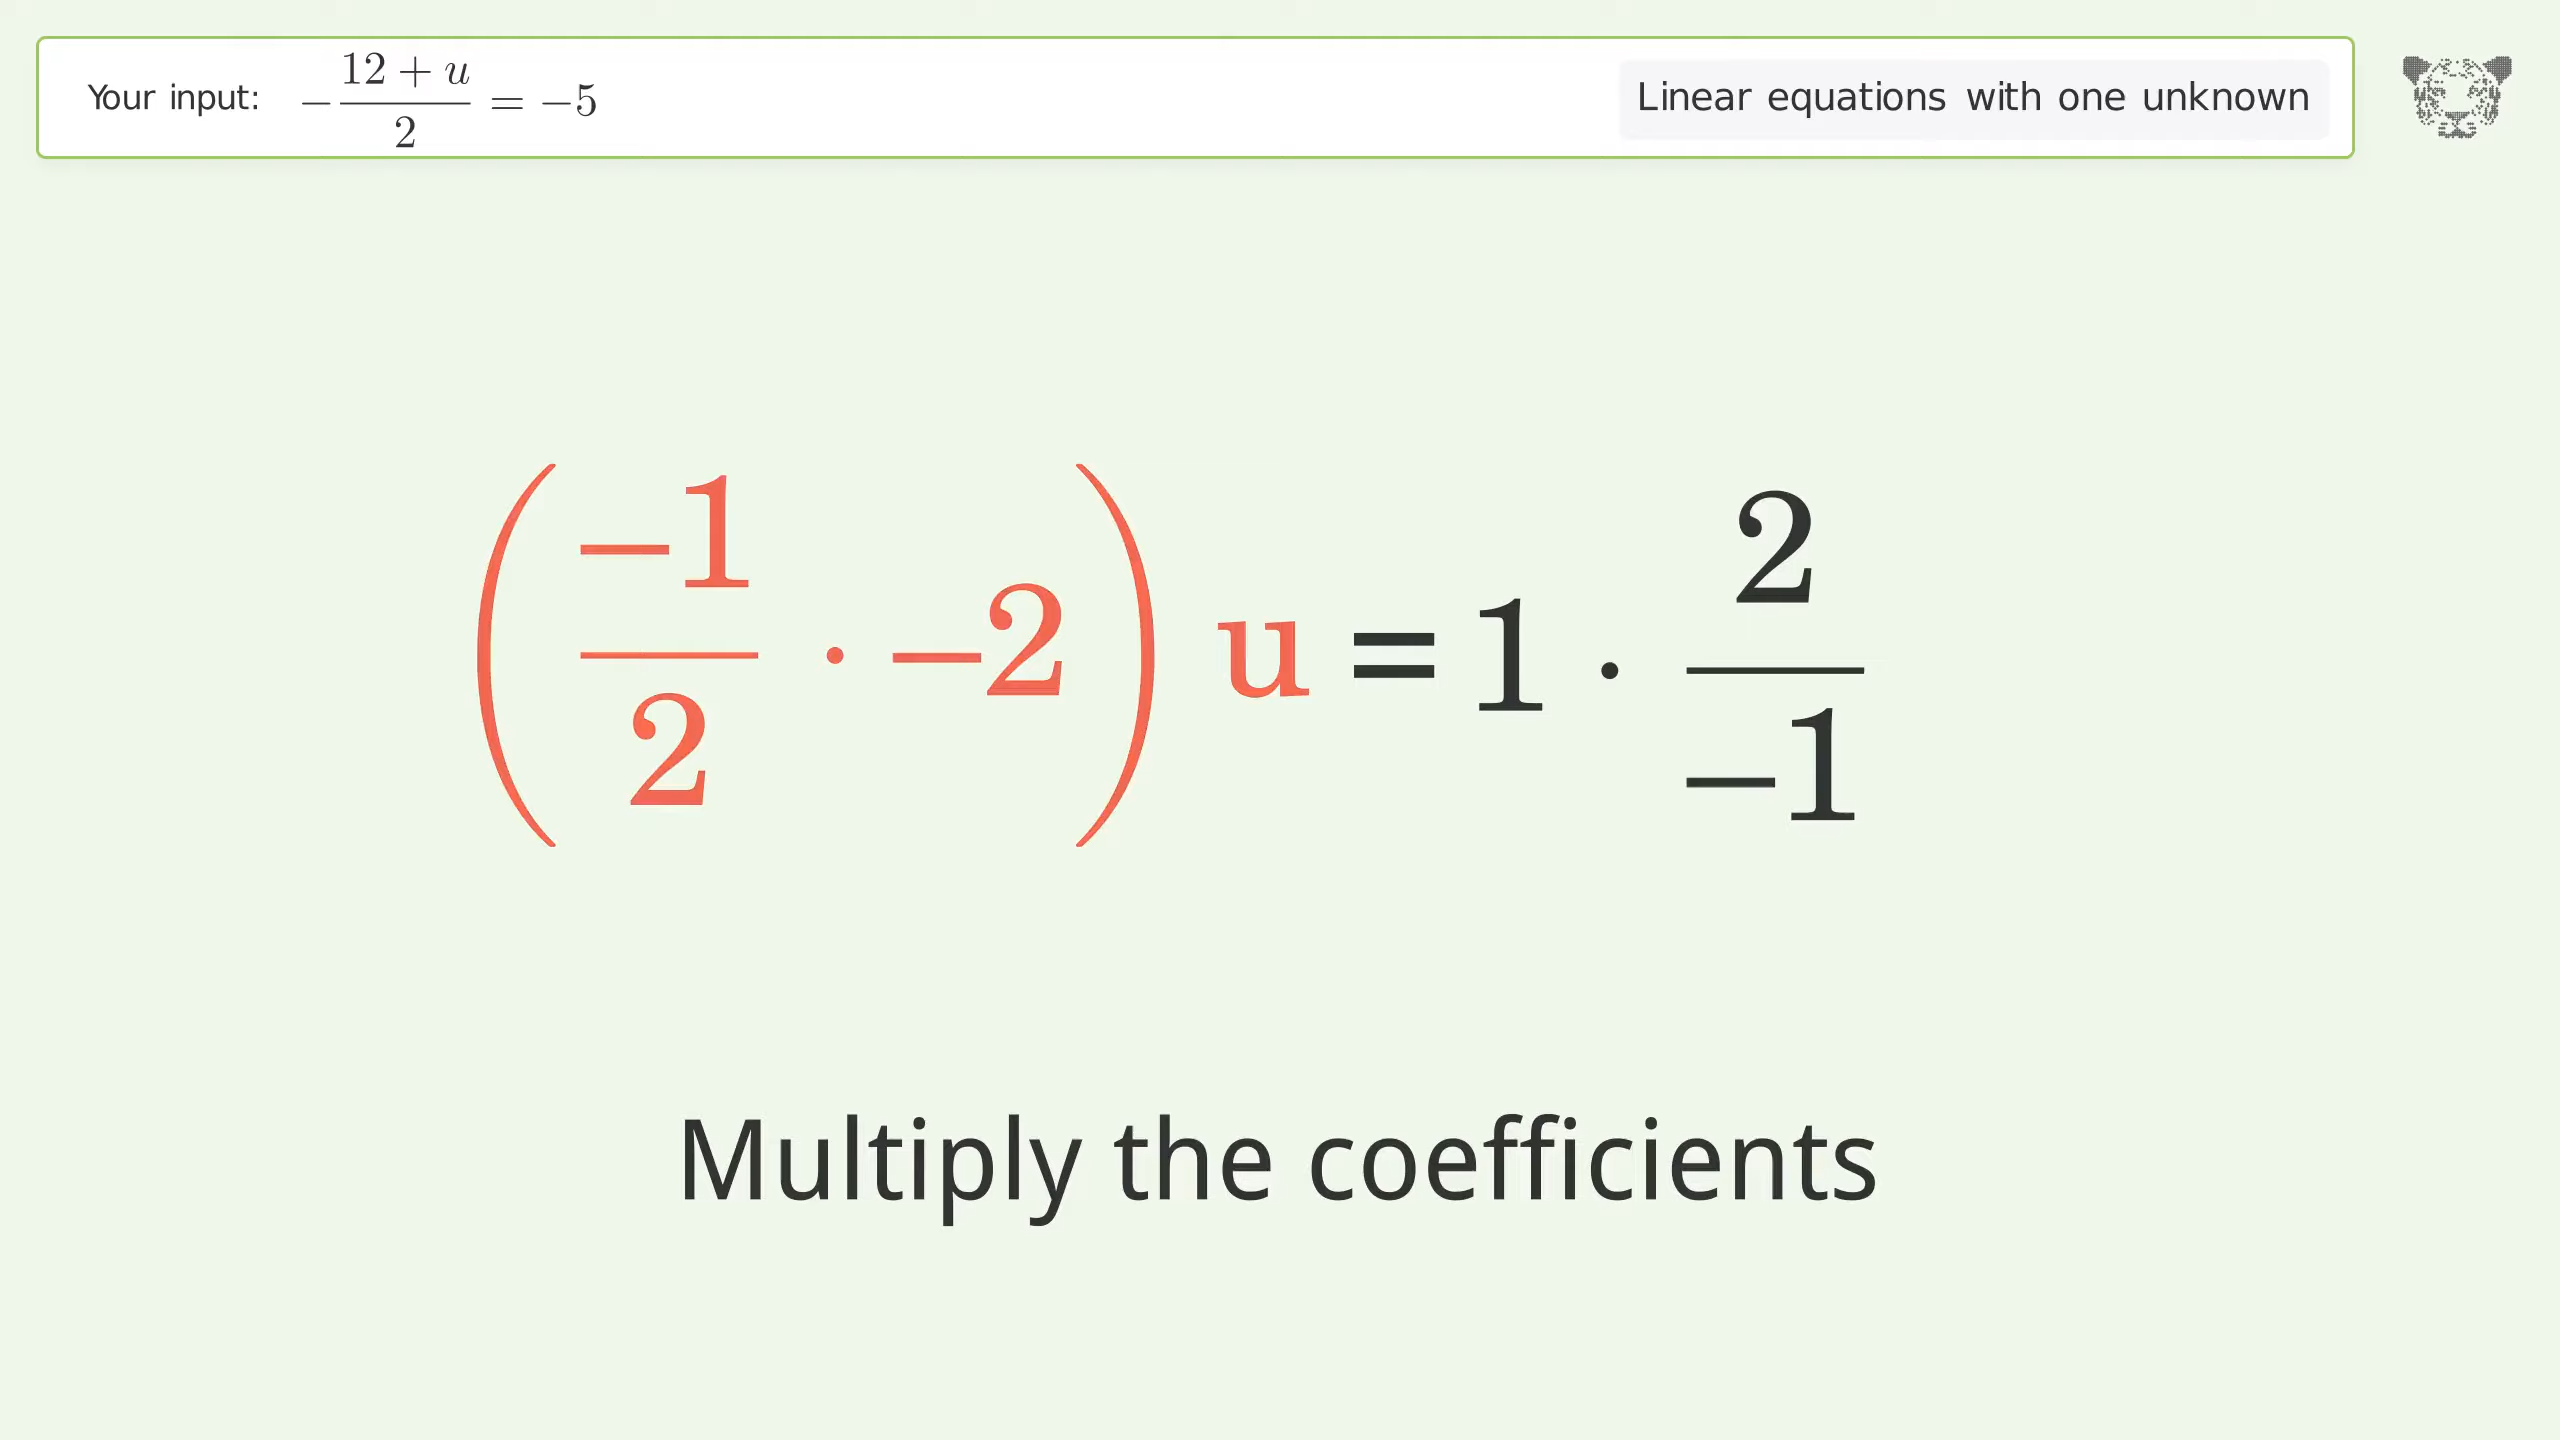 Your input: −(12 + u)/2 = −5
Linear equations with one unknown
(−1/2 · −2) u = 1 · 2/−1
Multiply the coefficients